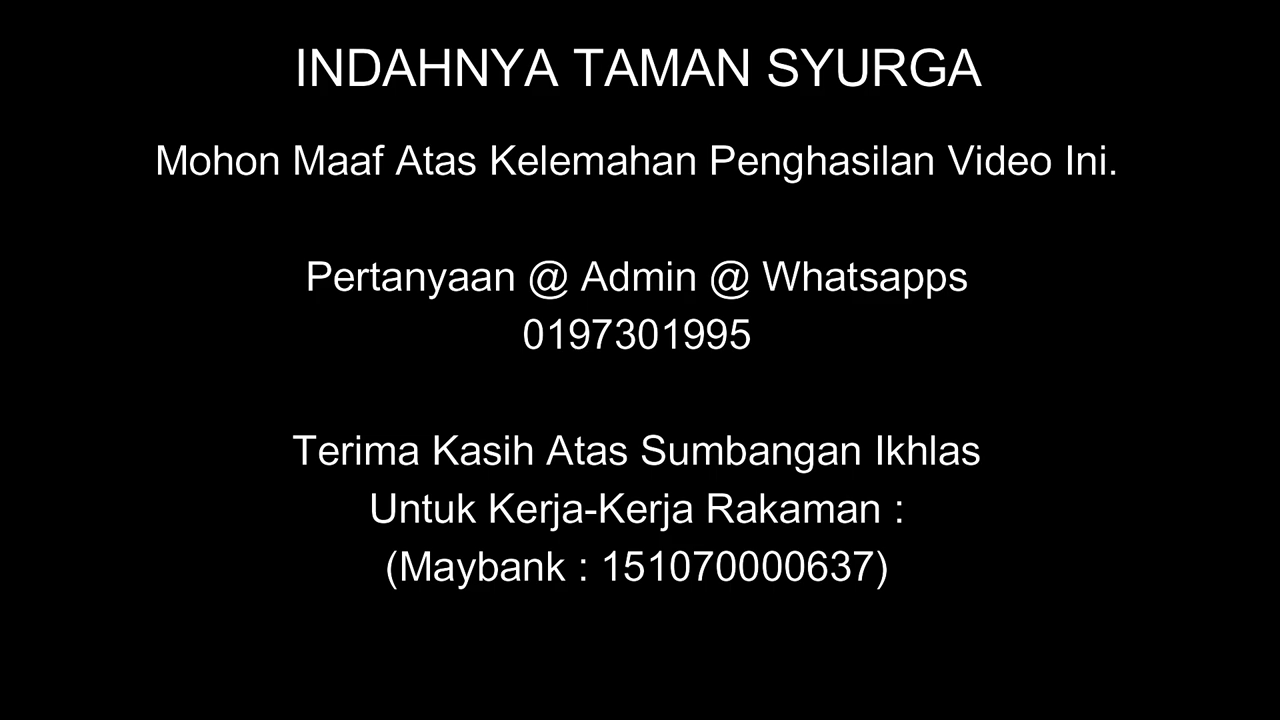 INDAHNYA TAMAN SYURGA
Mohon Maaf Atas Kelemahan Penghasilan Video Ini.
Pertanyaan @ Admin @ Whatsapps
0197301995
Terima Kasih Atas Sumbangan Ikhlas
Untuk Kerja-Kerja Rakaman :
(Maybank : 151070000637)